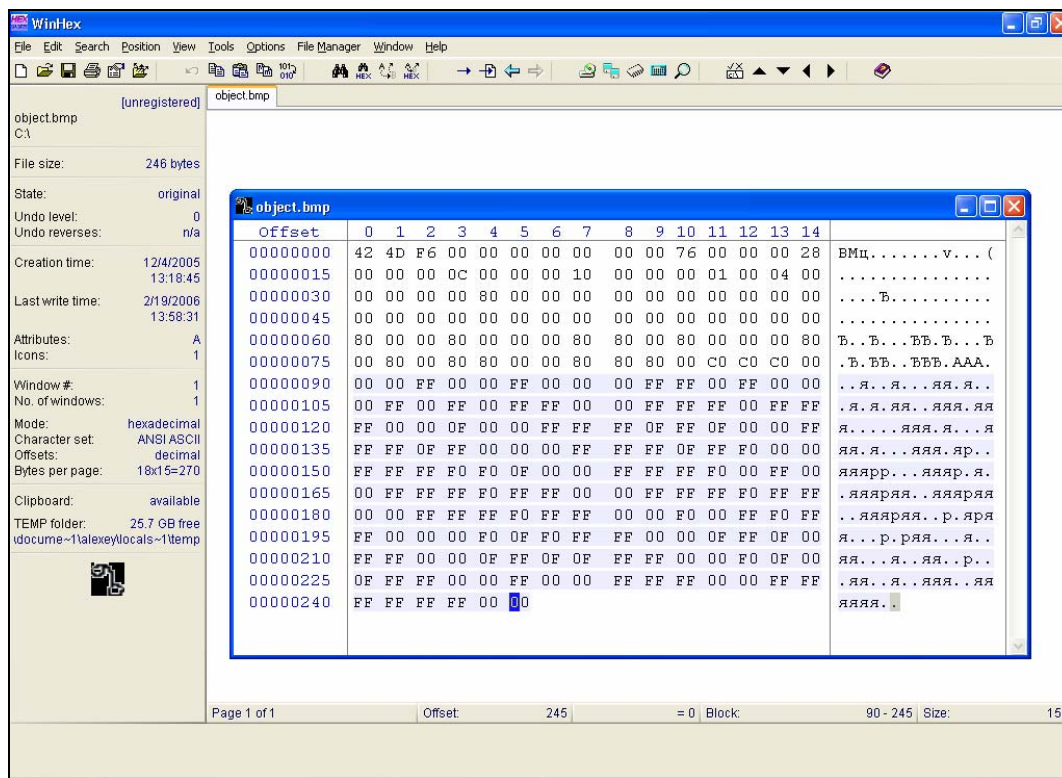 WinHex
File Edit Search Position View Tools Options File Manager Window Help
[unregistered]
object.bmp
object.bmp
C:\
File size: 246 bytes
State: original
Undo level: 0
Undo reverses: n/a
Creation time: 12/4/2005
13:18:45
Last write time: 2/19/2006
13:58:31
Attributes: A
Icons: 1
Window #: 1
No. of windows: 1
Mode: hexadecimal
Character set: ANSI ASCII
Offsets: decimal
Bytes per page: 18x15=270
Clipboard: available
TEMP folder: 25.7 GB free
\docume~1\alexey\locals~1\temp
object.bmp
Offset 0 1 2 3 4 5 6 7 8 9 10 11 12 13 14
00000000 42 4D F6 00 00 00 00 00 00 00 76 00 00 00 28 BMц.......v...(
00000015 00 00 00 0C 00 00 00 10 00 00 00 01 00 04 00 ...............
00000030 00 00 00 00 80 00 00 00 00 00 00 00 00 00 00 ....Ђ..........
00000045 00 00 00 00 00 00 00 00 00 00 00 00 00 00 00 ...............
00000060 80 00 00 80 00 00 00 80 80 00 80 00 00 00 80 Ђ..Ђ...ЂЂ.Ђ...Ђ
00000075 00 80 00 80 80 00 00 80 80 80 00 C0 C0 C0 00 .Ђ.ЂЂ..ЂЂЂ.ААА.
00000090 00 00 FF 00 00 FF 00 00 00 FF FF 00 FF 00 00 ..я..я...яя.я..
00000105 00 FF 00 FF 00 FF FF 00 00 FF FF FF 00 FF FF .я.я.яя..яяя.яя
00000120 FF 00 00 0F 00 00 FF FF FF 0F FF 0F 00 00 FF я.....яяя.я...я
00000135 FF FF 0F FF 00 00 00 FF FF FF 0F FF F0 00 00 яя.я...яяя.яр..
00000150 FF FF FF F0 F0 0F 00 00 FF FF FF F0 00 FF 00 яяярр...яяяр.я.
00000165 00 FF FF FF F0 FF FF 00 00 FF FF FF F0 FF FF .яяяряя..яяяряя
00000180 00 00 FF FF FF F0 FF FF 00 00 F0 00 FF F0 FF ..яяяряя..р.яря
00000195 FF 00 00 00 F0 0F F0 FF FF 00 00 0F FF 0F 00 я...р.ряя...я..
00000210 FF FF 00 00 0F FF 0F 0F FF FF 00 00 F0 0F 00 яя...я..яя..р..
00000225 0F FF FF 00 00 FF 00 00 FF FF FF 00 00 FF FF .яя..я..яяя..яя
00000240 FF FF FF FF 00 00 яяяя..
Page 1 of 1 Offset: 245 = 0 Block: 90 - 245 Size: 15